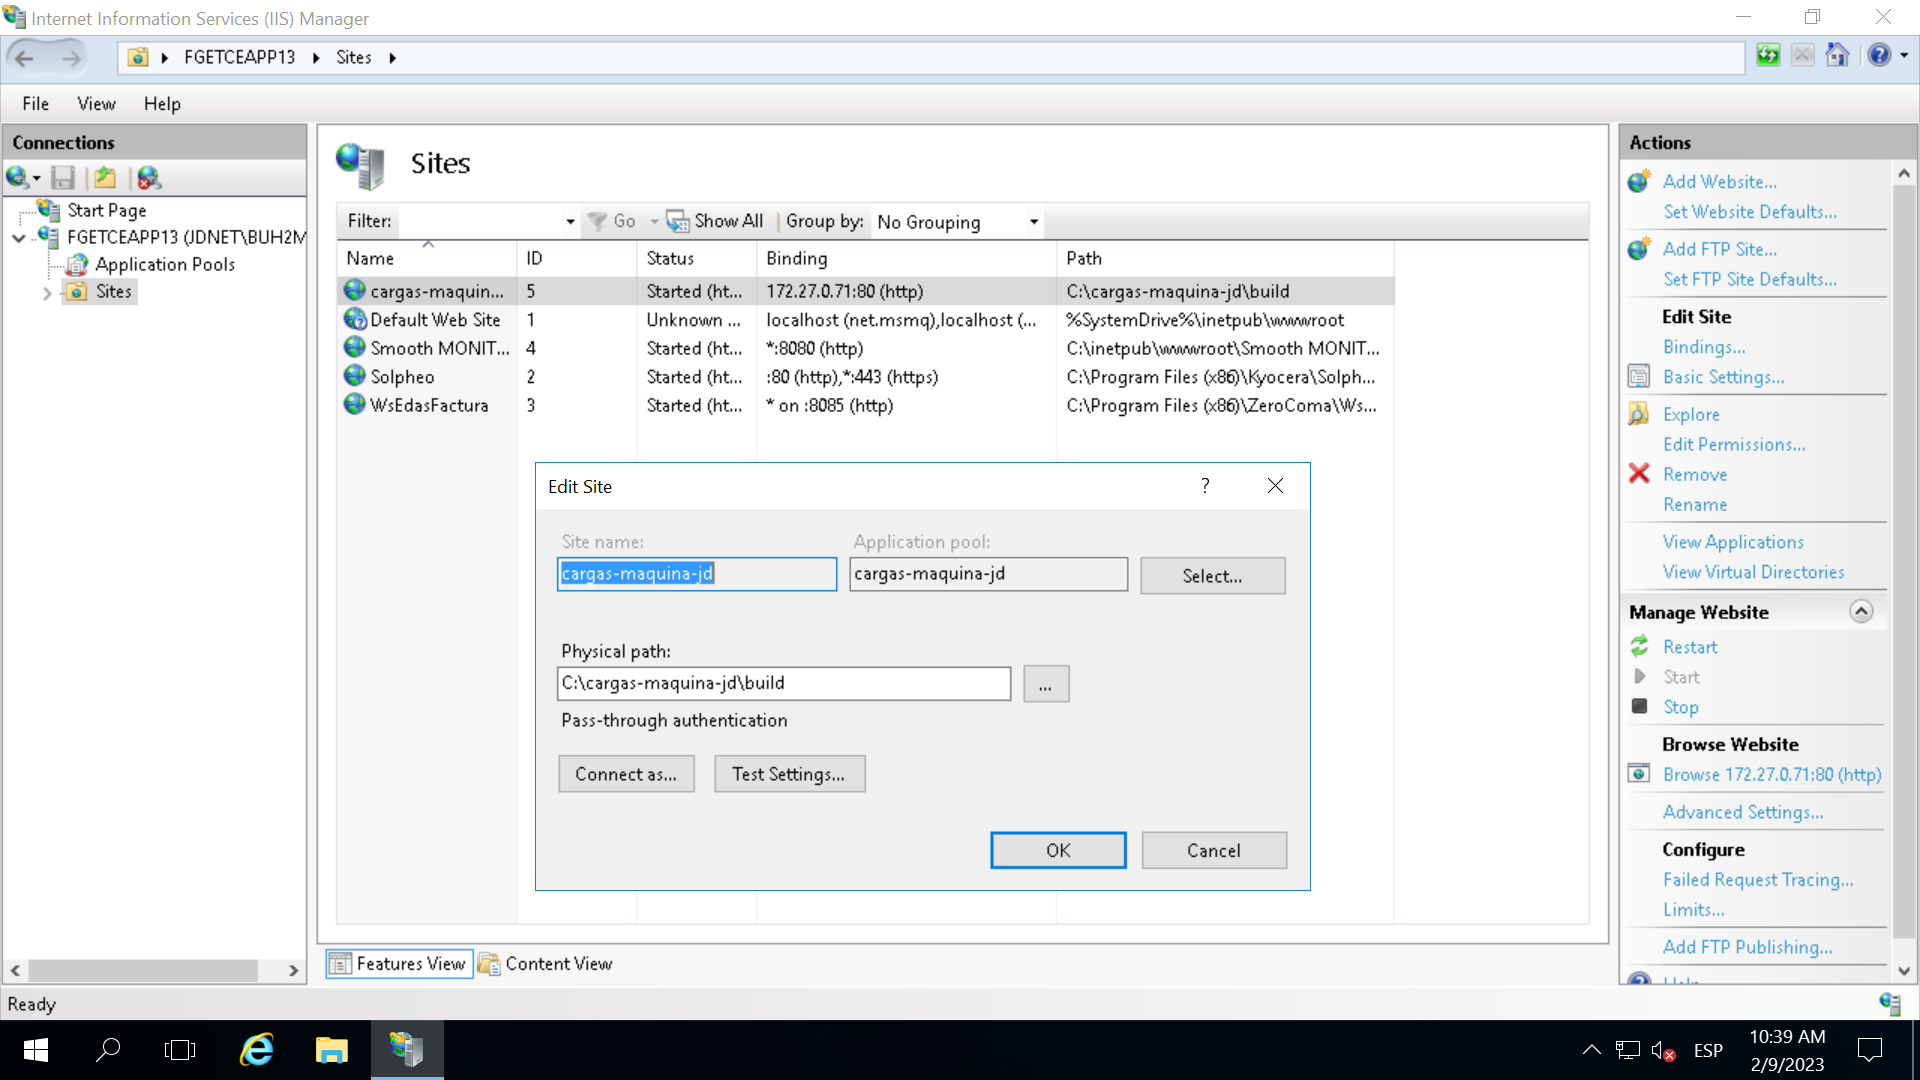 Internet Information Services (IIS) Manager
FGETCEAPP13 Sites
File View Help
Connections
Start Page
FGETCEAPP13 (JDNET\BUH2M
Application Pools
Sites
Sites
Filter: Go Show All Group by: No Grouping
Name ID Status Binding Path
cargas-maquin... 5 Started (ht... 172.27.0.71:80 (http) C:\cargas-maquina-jd\build
Default Web Site 1 Unknown ... localhost (net.msmq),localhost (... %SystemDrive%\inetpub\wwwroot
Smooth MONIT... 4 Started (ht... *:8080 (http) C:\inetpub\wwwroot\Smooth MONIT...
Solpheo 2 Started (ht... :80 (http),*:443 (https) C:\Program Files (x86)\Kyocera\Solph...
WsEdasFactura 3 Started (ht... * on :8085 (http) C:\Program Files (x86)\ZeroComa\Ws...
Edit Site ?
Site name: Application pool:
cargas-maquina-jd cargas-maquina-jd Select...
Physical path:
C:\cargas-maquina-jd\build ...
Pass-through authentication
Connect as... Test Settings...
OK Cancel
Features View Content View
Actions
Add Website...
Set Website Defaults...
Add FTP Site...
Set FTP Site Defaults...
Edit Site
Bindings...
Basic Settings...
Explore
Edit Permissions...
Remove
Rename
View Applications
View Virtual Directories
Manage Website
Restart
Start
Stop
Browse Website
Browse 172.27.0.71:80 (http)
Advanced Settings...
Configure
Failed Request Tracing...
Limits...
Add FTP Publishing...
Ready
ESP
10:39 AM
2/9/2023